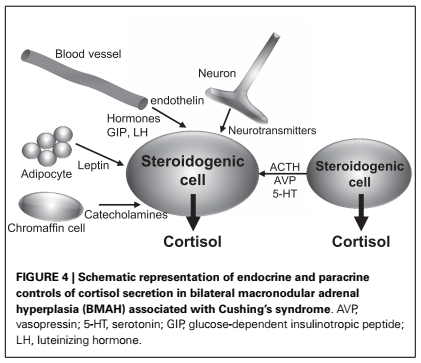 Blood vessel
Neuron
endothelin
Hormones
GIP, LH
Neurotransmitters
Steroidogenic
cell
Adipocyte
Leptin
ACTH
AVP
5-HT
Steroidogenic
cell
Catecholamines
Chromaffin cell
Cortisol
Cortisol
FIGURE 4 | Schematic representation of endocrine and paracrine
controls of cortisol secretion in bilateral macronodular adrenal
hyperplasia (BMAH) associated with Cushing's syndrome. AVP,
vasopressin; 5-HT, serotonin; GIP, glucose-dependent insulinotropic peptide;
LH, luteinizing hormone.